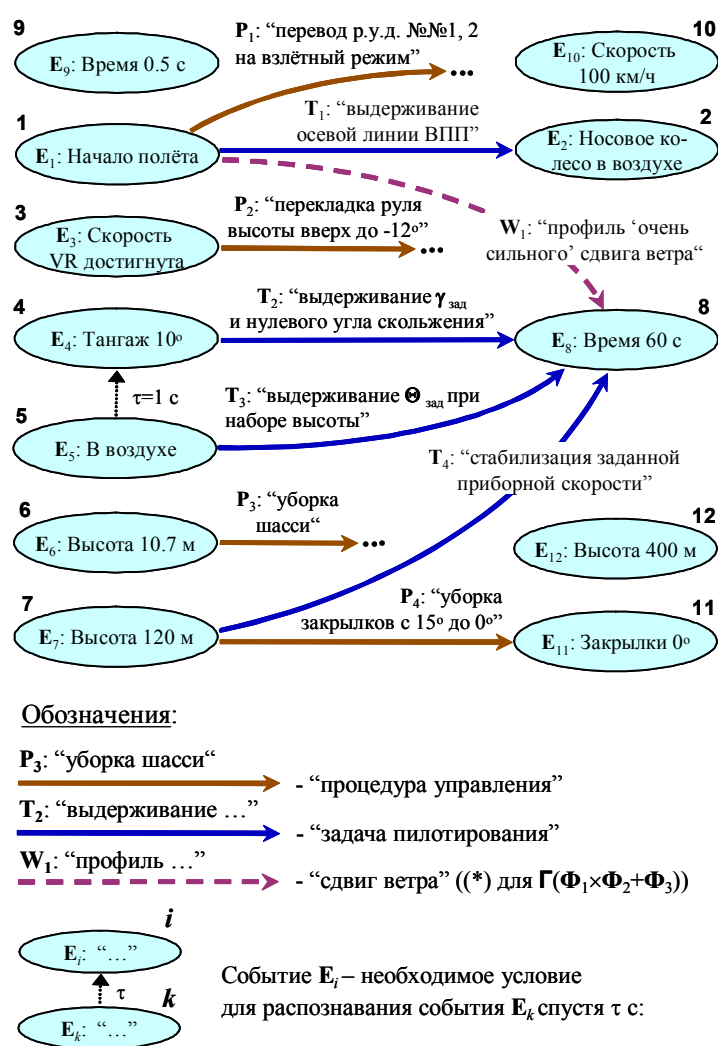 9
E₉: Время 0.5 с
P₁: “перевод р.у.д. №№1, 2
на взлётный режим”
...
10
E₁₀: Скорость
100 км/ч
1
E₁: Начало полёта
T₁: “выдерживание
осевой линии ВПП”
2
E₂: Носовое ко-
лесо в воздухе
3
E₃: Скорость
VR достигнута
P₂: “перекладка руля
высоты вверх до -12º”
...
W₁: “профиль ‘очень
сильного’ сдвига ветра“
4
E₄: Тангаж 10º
T₂: “выдерживание γ зад
и нулевого угла скольжения”
8
E₈: Время 60 с
τ=1 с
5
E₅: В воздухе
T₃: “выдерживание Θ зад при
наборе высоты”
T₄: “стабилизация заданной
приборной скорости”
6
E₆: Высота 10.7 м
P₃: “уборка
шасси“
...
12
E₁₂: Высота 400 м
7
E₇: Высота 120 м
P₄: “уборка
закрылков с 15º до 0º”
11
E₁₁: Закрылки 0º
Обозначения:
P₃: “уборка шасси“
- “процедура управления”
T₂: “выдерживание …”
- “задача пилотирования”
W₁: “профиль …”
- “сдвиг ветра” ((*) для Г(Φ₁×Φ₂+Φ₃))
i
Eᵢ: “…”
τ
k
Eₖ: “…”
Событие Eᵢ – необходимое условие
для распознавания события Eₖ спустя τ с: